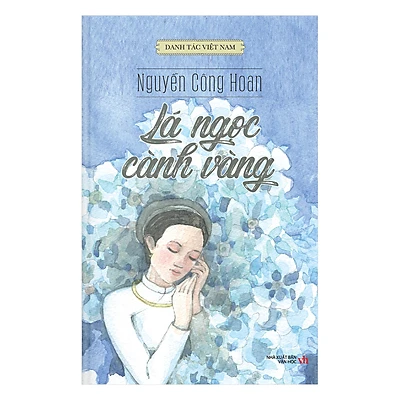 DANH TÁC VIỆT NAM
Nguyễn Công Hoan
Lá ngọc
cành vàng
NHÀ XUẤT BẢN
VĂN HỌC